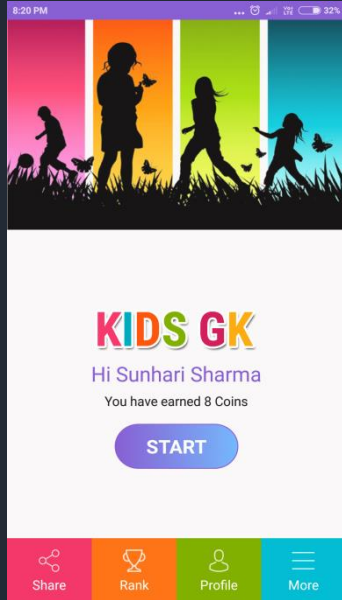 8:20 PM ... 32%
KIDS GK
Hi Sunhari Sharma
You have earned 8 Coins
START
Share Rank Profile More